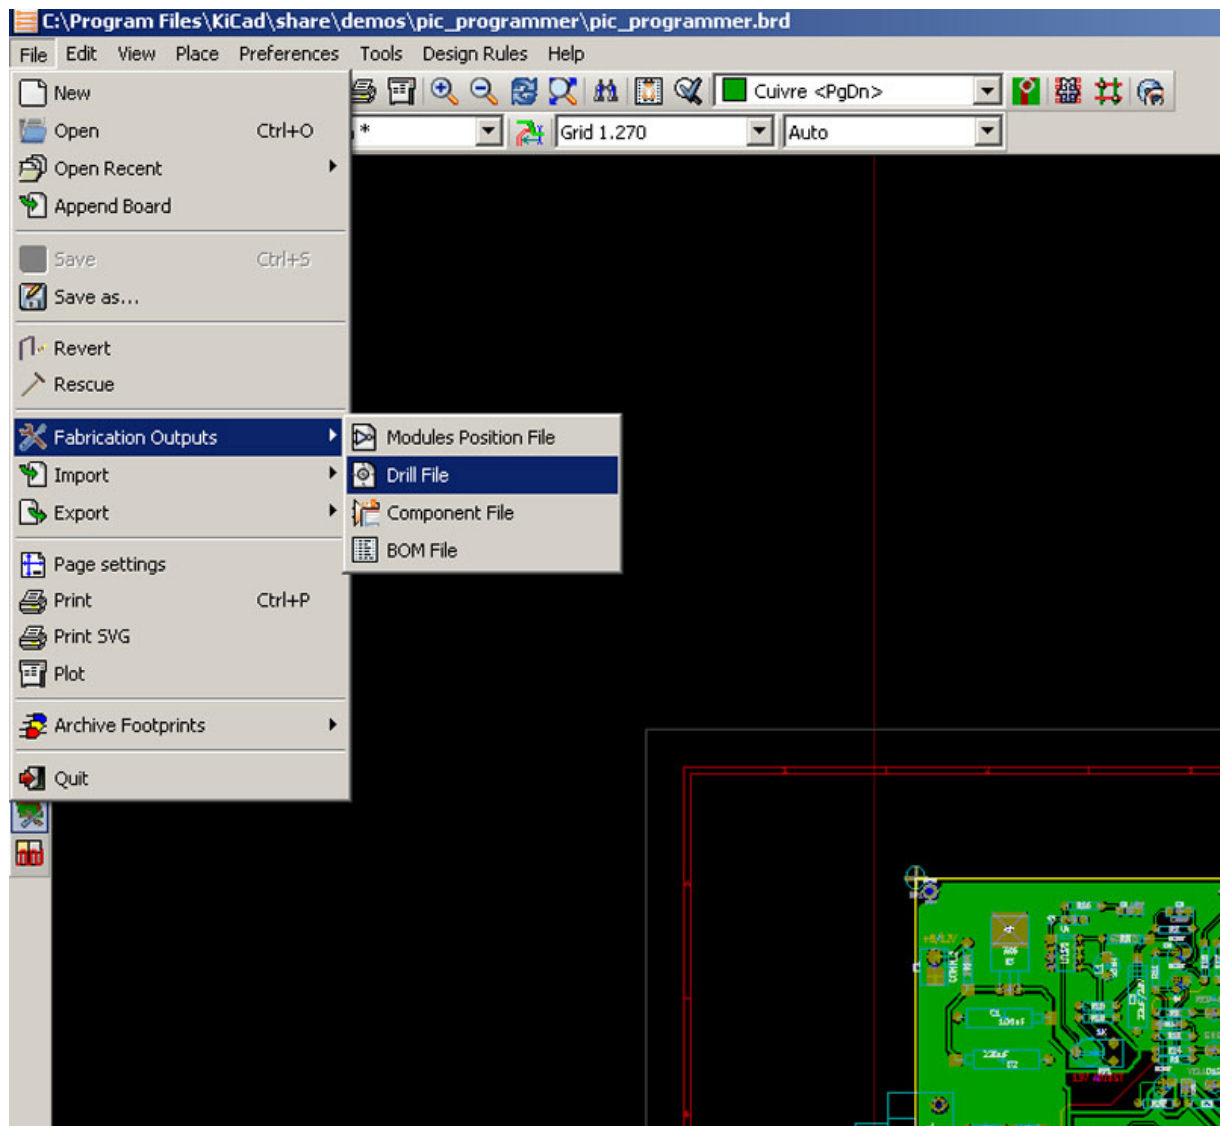 C:\Program Files\KiCad\share\demos\pic_programmer\pic_programmer.brd
File Edit View Place Preferences Tools Design Rules Help
New
Cuivre <PgDn>
Open Ctrl+O
* Grid 1.270 Auto
Open Recent
Append Board
Save Ctrl+S
Save as...
Revert
Rescue
Fabrication Outputs
Modules Position File
Import
Drill File
Export
Component File
BOM File
Page settings
Print Ctrl+P
Print SVG
Plot
Archive Footprints
Quit
C1
100uF
220uF